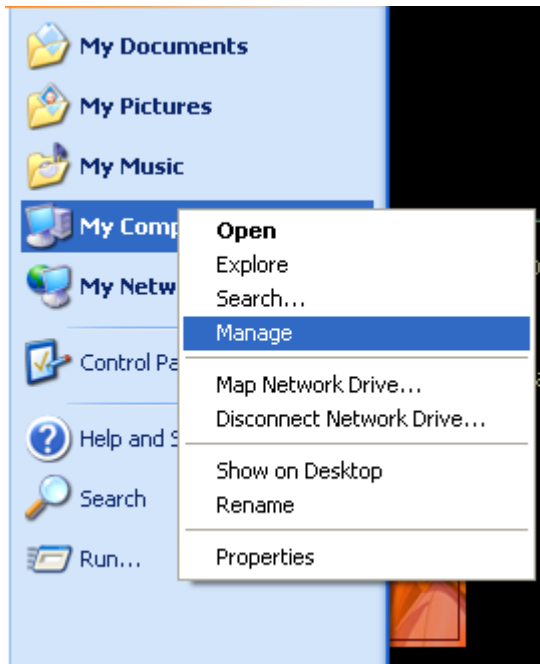 My Documents
My Pictures
My Music
My Comp
My Netw
Control Pa
Help and S
Search
Run...
Open
Explore
Search...
Manage
Map Network Drive...
Disconnect Network Drive...
Show on Desktop
Rename
Properties